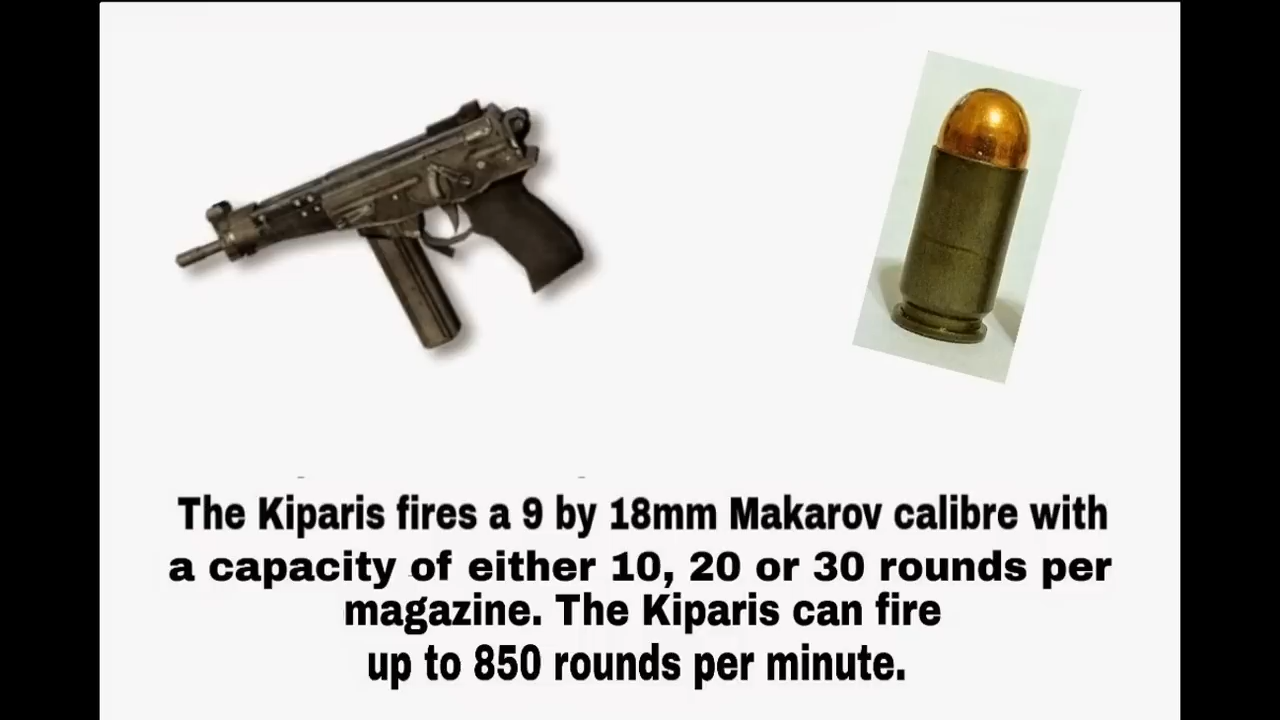 The Kiparis fires a 9 by 18mm Makarov calibre with
a capacity of either 10, 20 or 30 rounds per
magazine. The Kiparis can fire
up to 850 rounds per minute.